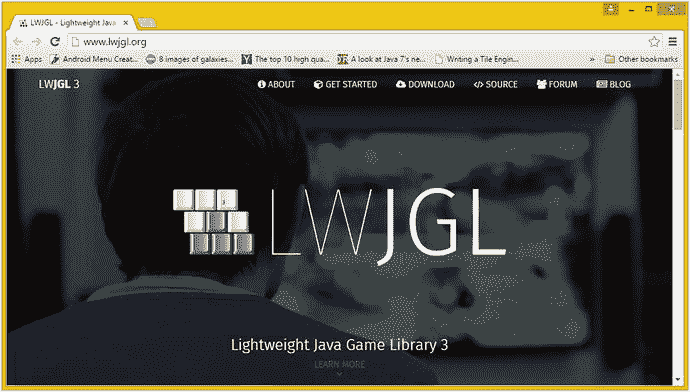 LWJGL - Lightweight Java
www.lwjgl.org
Apps Android Menu Creat... 8 images of galaxies... The top 10 high qua... A look at Java 7's ne... Writing a Tile Engin... » Other bookmarks
LWJGL 3 ABOUT GET STARTED DOWNLOAD SOURCE FORUM BLOG
LWJGL
Lightweight Java Game Library 3
LEARN MORE